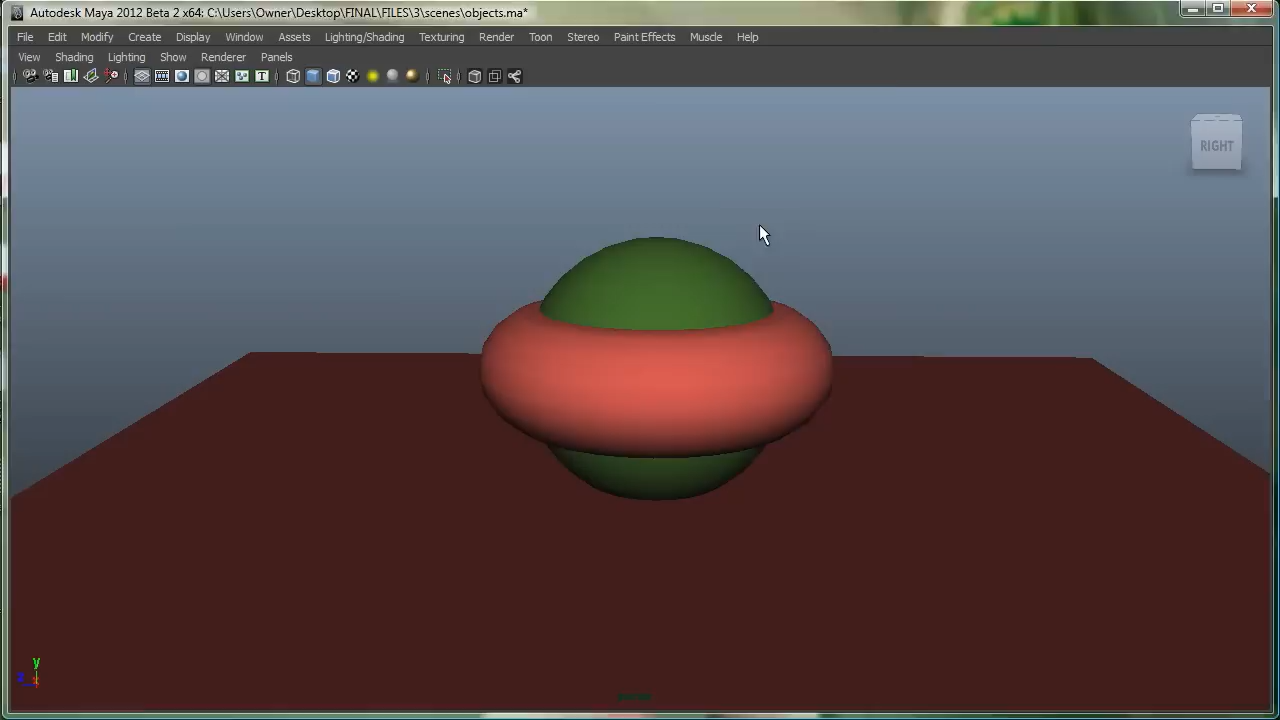 Autodesk Maya 2012 Beta 2 x64: C:\Users\Owner\Desktop\FINAL\FILES\3\scenes\objects.ma*
File Edit Modify Create Display Window Assets Lighting/Shading Texturing Render Toon Stereo Paint Effects Muscle Help
View Shading Lighting Show Renderer Panels
T
RIGHT
y
z x